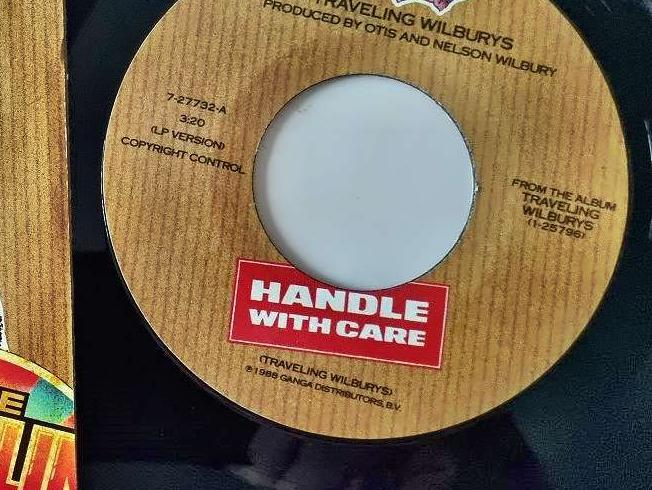 TRAVELING WILBURYS
PRODUCED BY OTIS AND NELSON WILBURY
7-27732-A
3:20
(LP VERSION)
COPYRIGHT CONTROL
FROM THE ALBUM
TRAVELING
WILBURYS
(1-25796)
HANDLE
WITH CARE
(TRAVELING WILBURYS)
℗1988 GANGA DISTRIBUTORS, B.V.